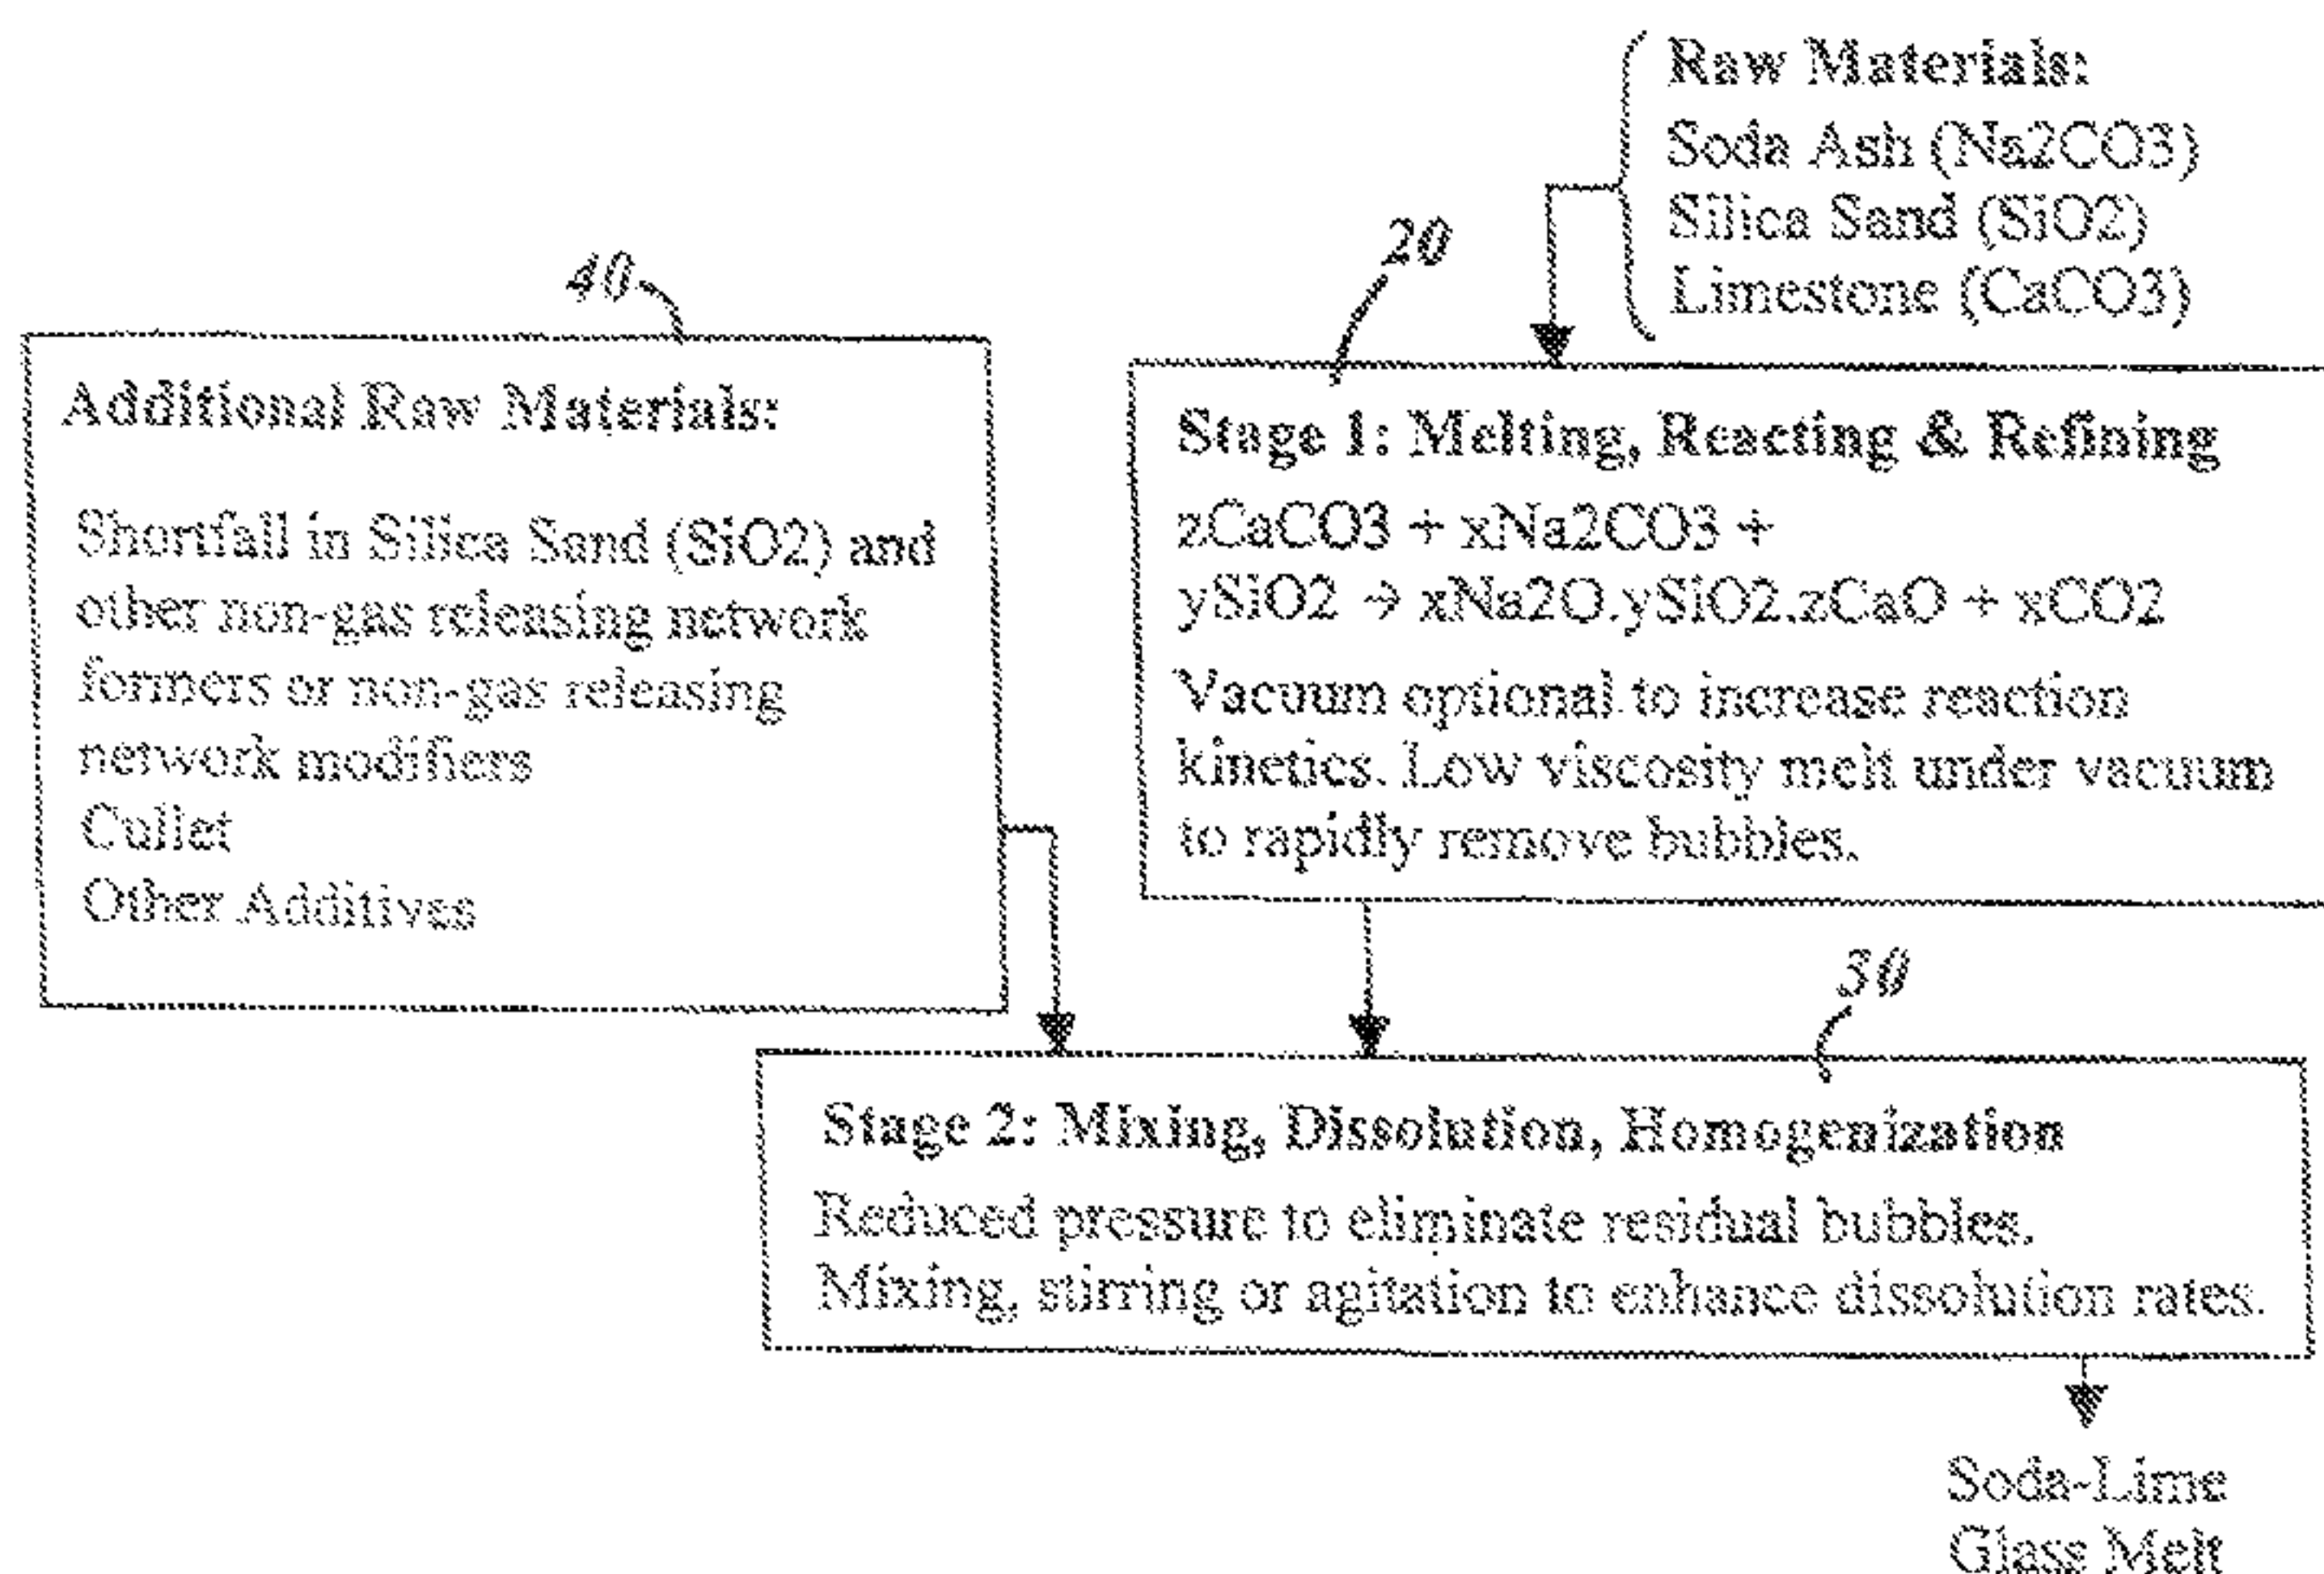 Raw Materials:
Soda Ash (Na2CO3)
Silica Sand (SiO2)
Limestone (CaCO3)
20
40
Additional Raw Materials:
Shortfall in Silica Sand (SiO2) and
other non-gas releasing network
formers or non-gas releasing
network modifiers
Cullet
Other Additives
Stage 1: Melting, Reacting & Refining
zCaCO3 + xNa2CO3 +
ySiO2 → xNa2O.ySiO2.zCaO + xCO2
Vacuum optional to increase reaction
kinetics. Low viscosity melt under vacuum
to rapidly remove bubbles.
30
Stage 2: Mixing, Dissolution, Homogenization
Reduced pressure to eliminate residual bubbles.
Mixing, stirring or agitation to enhance dissolution rates.
Soda-Lime
Glass Melt